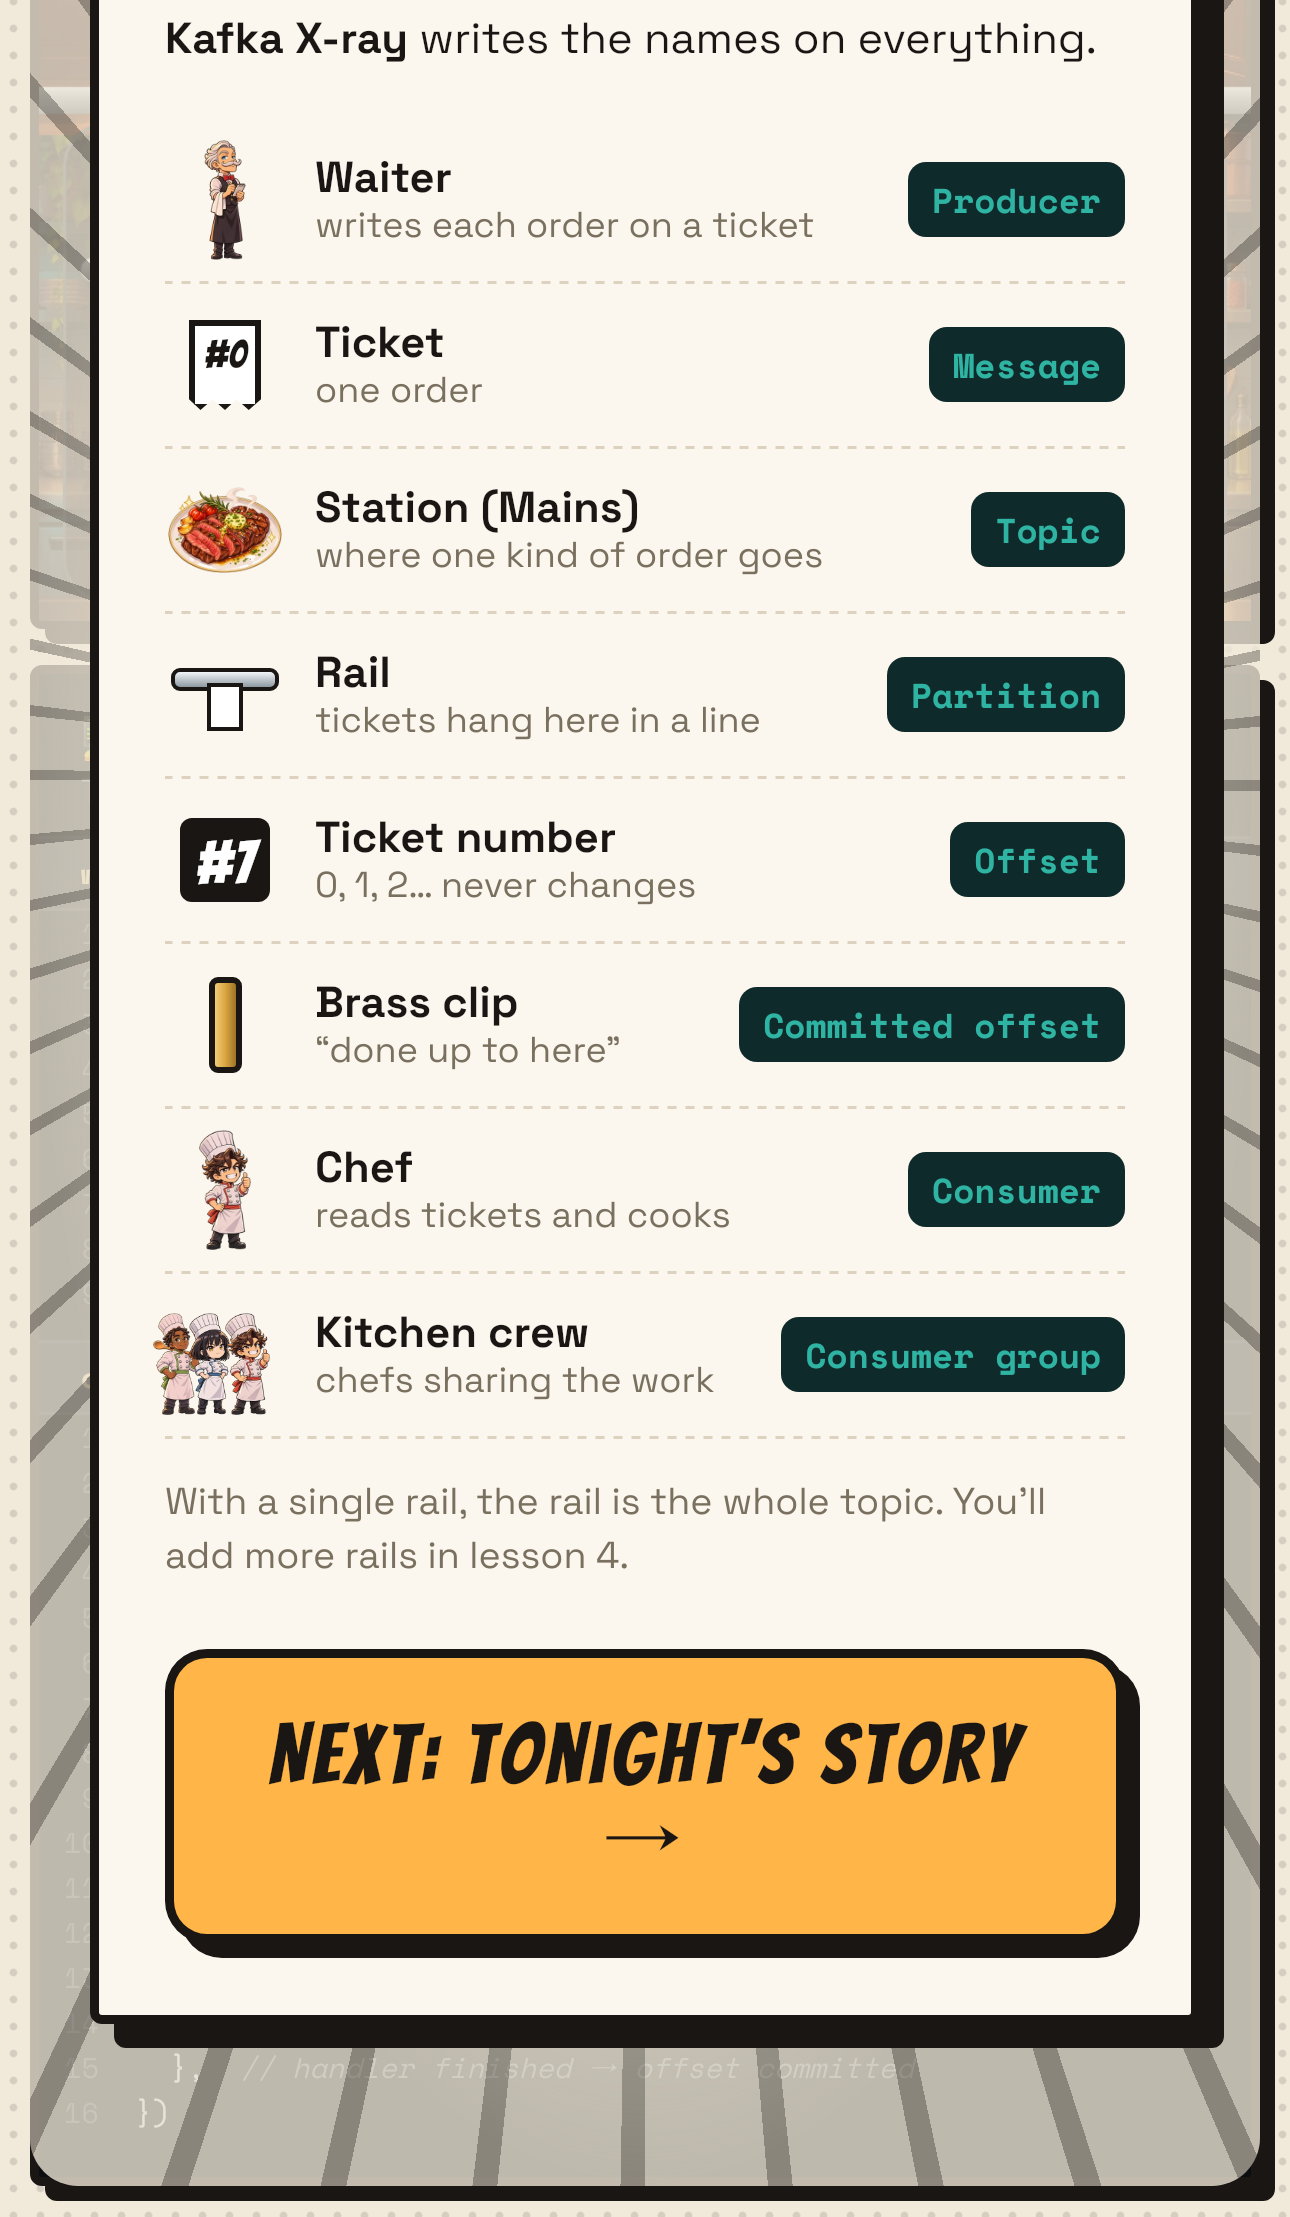 Kafka X-ray writes the names on everything.
Waiter
writes each order on a ticket
Producer
#0
Ticket
one order
Message
Station (Mains)
where one kind of order goes
Topic
Rail
tickets hang here in a line
Partition
#7
Ticket number
0, 1, 2... never changes
Offset
Brass clip
“done up to here”
Committed offset
Chef
reads tickets and cooks
Consumer
Kitchen crew
chefs sharing the work
Consumer group
With a single rail, the rail is the whole topic. You’ll
add more rails in lesson 4.
NEXT: TONIGHT’S STORY
→
15 }, // handler finished → offset committed
16 })